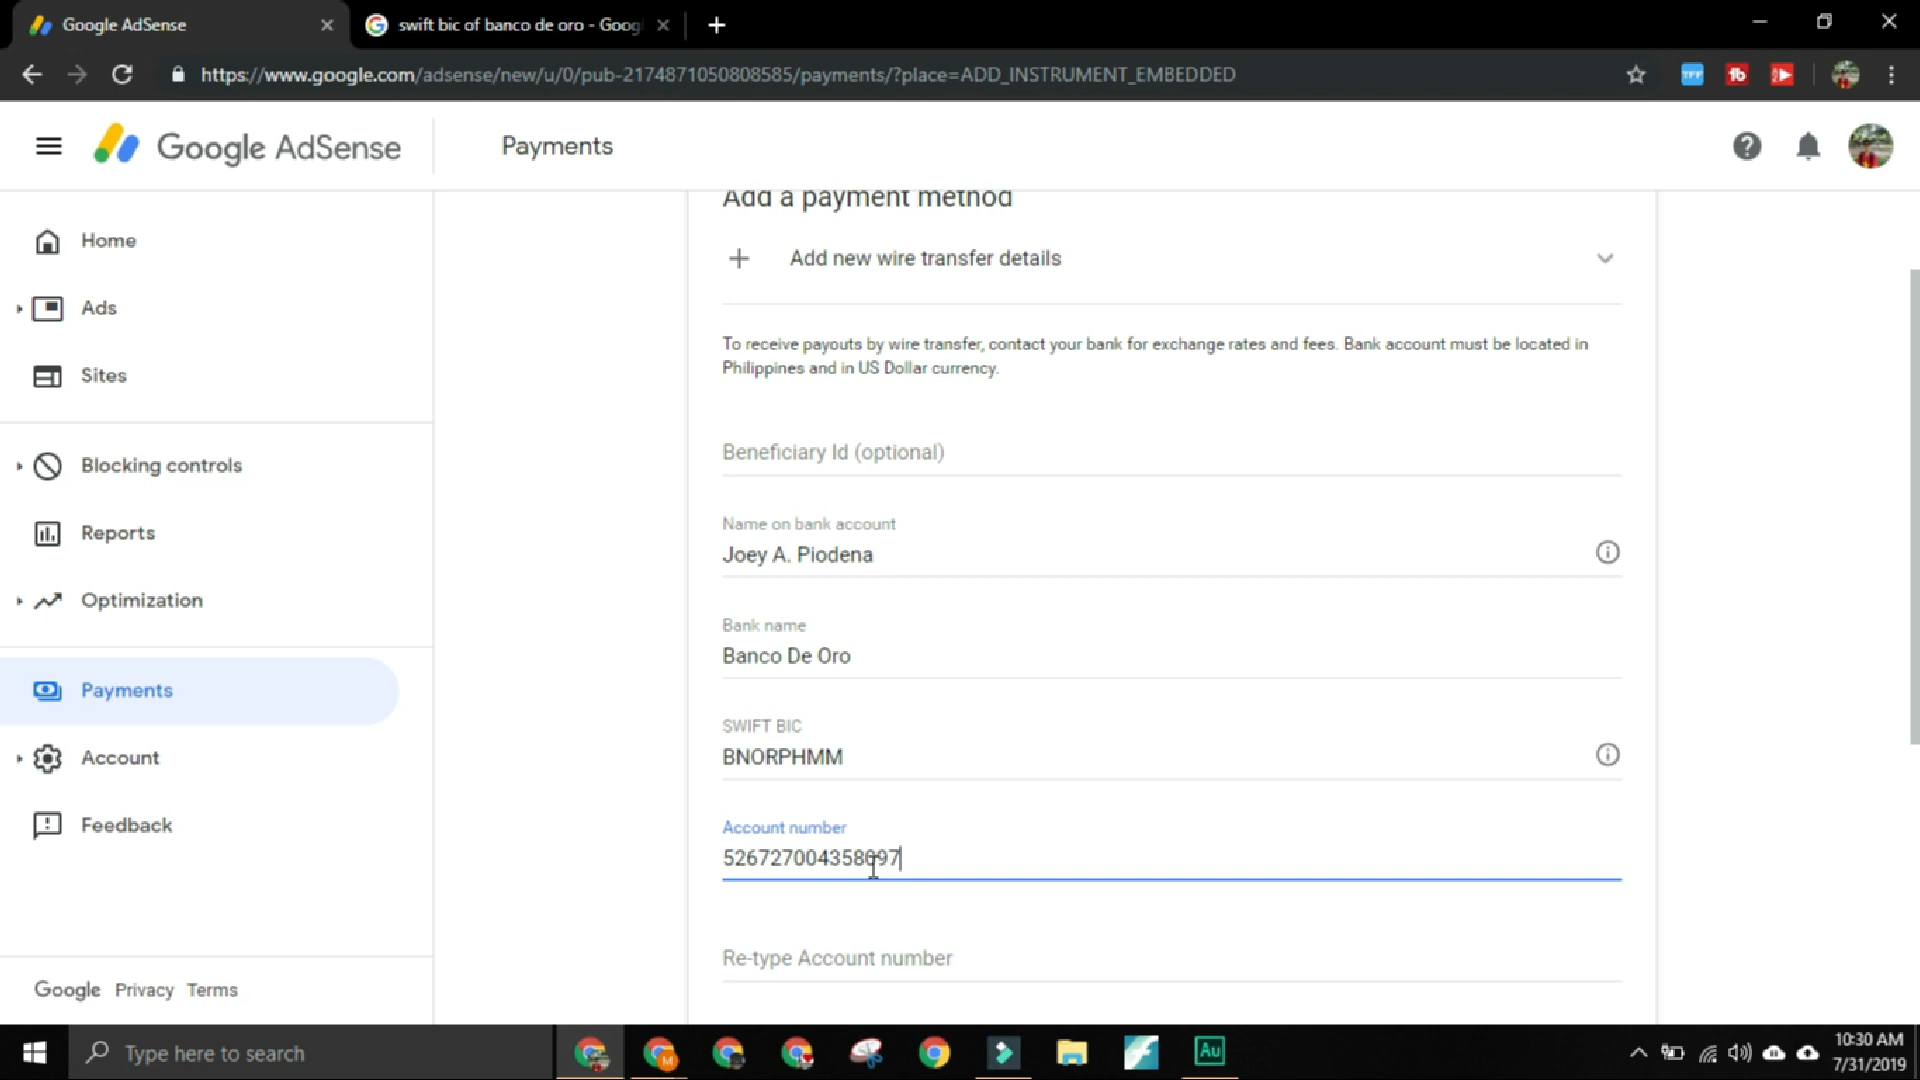 Google AdSense
swift bic of banco de oro - Goog
https://www.google.com/adsense/new/u/0/pub-2174871050808585/payments/?place=ADD_INSTRUMENT_EMBEDDED
Google AdSense
Payments
Home
Ads
Sites
Blocking controls
Reports
Optimization
Payments
Account
Feedback
Google Privacy Terms
Add a payment method
Add new wire transfer details
To receive payouts by wire transfer, contact your bank for exchange rates and fees. Bank account must be located in
Philippines and in US Dollar currency.
Beneficiary Id (optional)
Name on bank account
Joey A. Piodena
Bank name
Banco De Oro
SWIFT BIC
BNORPHMM
Account number
526727004358097
Re-type Account number
Type here to search
Au
10:30 AM
7/31/2019